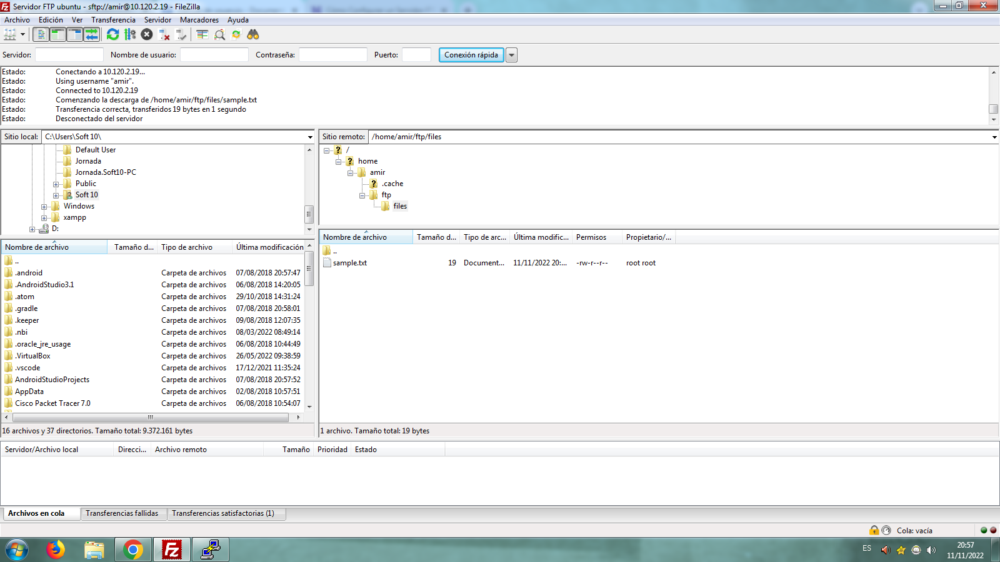 Servidor FTP ubuntu - sftp://amir@10.120.2.19 - FileZilla
Archivo Edición Ver Transferencia Servidor Marcadores Ayuda
Servidor: Nombre de usuario: Contraseña: Puerto: Conexión rápida
Estado: Conectando a 10.120.2.19...
Estado: Using username "amir".
Estado: Connected to 10.120.2.19
Estado: Comenzando la descarga de /home/amir/ftp/files/sample.txt
Estado: Transferencia correcta, transferidos 19 bytes en 1 segundo
Estado: Desconectado del servidor
Sitio local: C:\Users\Soft 10\
Default User
Jornada
Jornada.Soft10-PC
Public
Soft 10
Windows
xampp
D:
Nombre de archivo Tamaño d... Tipo de archivo Última modificación
..
.android Carpeta de archivos 07/08/2018 20:57:47
.AndroidStudio3.1 Carpeta de archivos 06/08/2018 14:20:05
.atom Carpeta de archivos 29/10/2018 14:31:24
.gradle Carpeta de archivos 07/08/2018 20:58:01
.keeper Carpeta de archivos 09/08/2018 12:07:35
.nbi Carpeta de archivos 08/03/2022 08:49:14
.oracle_jre_usage Carpeta de archivos 06/08/2018 10:44:49
.VirtualBox Carpeta de archivos 26/05/2022 09:38:59
.vscode Carpeta de archivos 17/12/2021 11:35:24
AndroidStudioProjects Carpeta de archivos 07/08/2018 20:57:52
AppData Carpeta de archivos 02/08/2018 10:57:51
Cisco Packet Tracer 7.0 Carpeta de archivos 06/08/2018 10:54:07
16 archivos y 37 directorios. Tamaño total: 9.372.161 bytes
Sitio remoto: /home/amir/ftp/files
/
home
amir
.cache
ftp
files
Nombre de archivo Tamaño d... Tipo de arc... Última modific... Permisos Propietario/...
..
sample.txt 19 Document... 11/11/2022 20:... -rw-r--r-- root root
1 archivo. Tamaño total: 19 bytes
Servidor/Archivo local Direcci... Archivo remoto Tamaño Prioridad Estado
Archivos en cola Transferencias fallidas Transferencias satisfactorias (1)
Cola: vacía
ES 20:57
11/11/2022